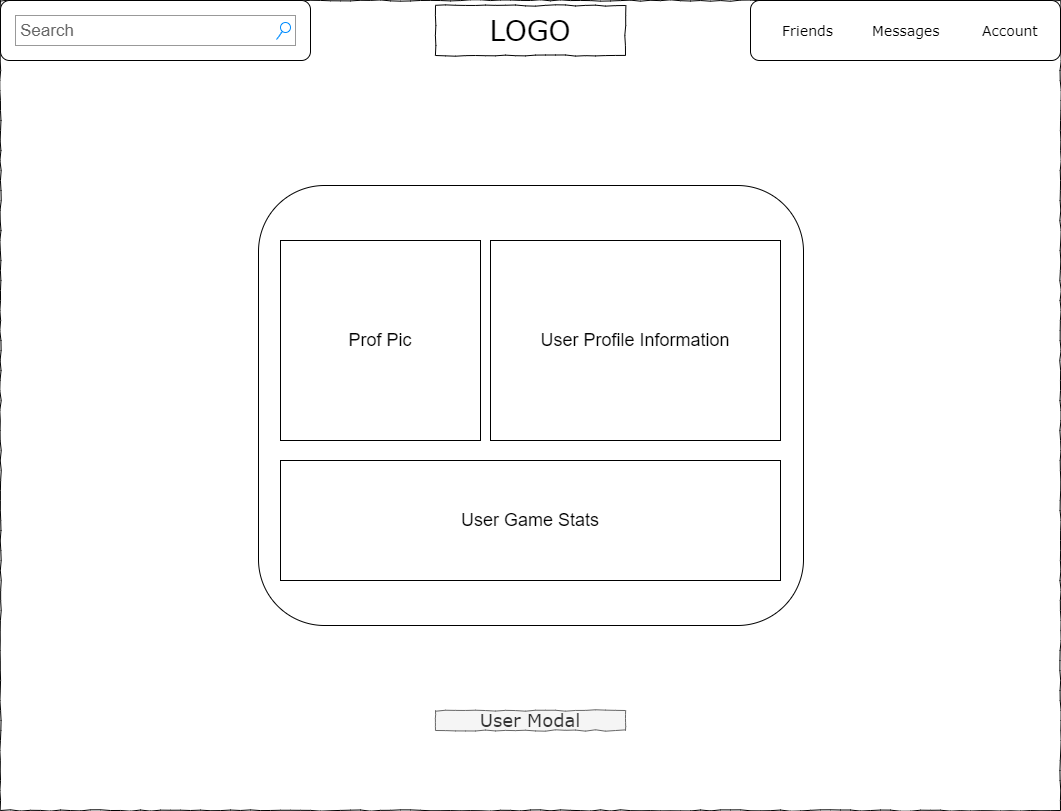 Search
LOGO
Friends
Messages
Account
Prof Pic
User Profile Information
User Game Stats
User Modal